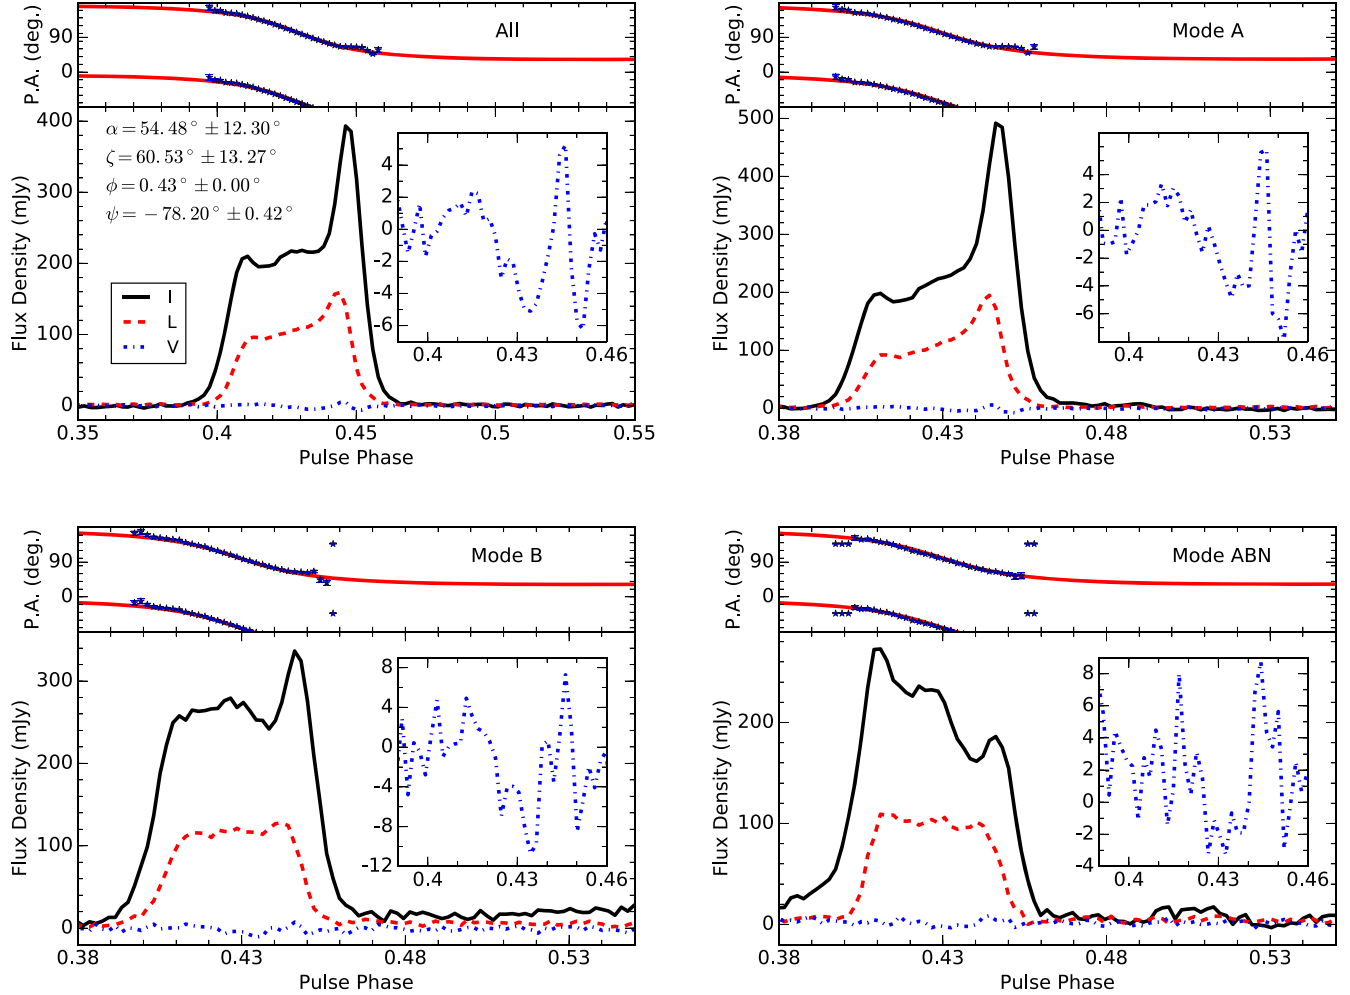 All
P.A. (deg.)
90
0
α = 54.48° ± 12.30°
ζ = 60.53° ± 13.27°
ϕ = 0.43° ± 0.00°
ψ = −78.20° ± 0.42°
Flux Density (mJy)
400
300
200
100
0
I
L
V
4
2
0
−2
−4
−6
0.4 0.43 0.46
0.35 0.4 0.45 0.5 0.55
Pulse Phase
Mode A
P.A. (deg.)
90
0
Flux Density (mJy)
500
400
300
200
100
0
4
2
0
−2
−4
−6
0.4 0.43 0.46
0.38 0.43 0.48 0.53
Pulse Phase
Mode B
P.A. (deg.)
90
0
Flux Density (mJy)
300
200
100
0
8
4
0
−4
−8
−12
0.4 0.43 0.46
0.38 0.43 0.48 0.53
Pulse Phase
Mode ABN
P.A. (deg.)
90
0
Flux Density (mJy)
200
100
0
8
6
4
2
0
−2
−4
0.4 0.43 0.46
0.38 0.43 0.48 0.53
Pulse Phase